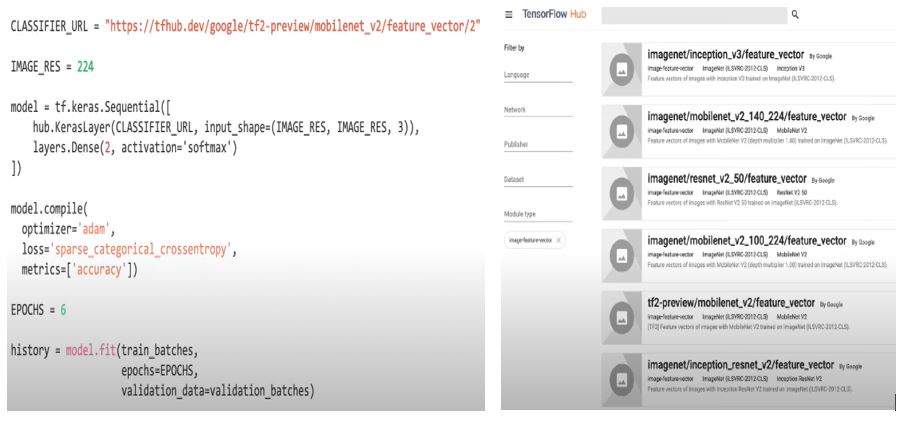 CLASSIFIER_URL = "https://tfhub.dev/google/tf2-preview/mobilenet_v2/feature_vector/2"
IMAGE_RES = 224
model = tf.keras.Sequential([
hub.KerasLayer(CLASSIFIER_URL, input_shape=(IMAGE_RES, IMAGE_RES, 3)),
layers.Dense(2, activation='softmax')
])
model.compile(
optimizer='adam',
loss='sparse_categorical_crossentropy',
metrics=['accuracy'])
EPOCHS = 6
history = model.fit(train_batches,
epochs=EPOCHS,
validation_data=validation_batches)
TensorFlow Hub
Filter by
Language
Network
Publisher
Dataset
Module type
image-feature-vector X
imagenet/inception_v3/feature_vector By Google
image-feature-vector ImageNet (ILSVRC-2012-CLS) Inception V3
Feature vectors of images with Inception V3 trained on ImageNet (ILSVRC-2012-CLS).
imagenet/mobilenet_v2_140_224/feature_vector By Google
image-feature-vector ImageNet (ILSVRC-2012-CLS) MobileNet V2
Feature vectors of images with MobileNet V2 (depth multiplier 1.40) trained on ImageNet (ILSVRC-2012-CLS).
imagenet/resnet_v2_50/feature_vector By Google
image-feature-vector ImageNet (ILSVRC-2012-CLS) ResNet V2 50
Feature vectors of images with ResNet V2 50 trained on ImageNet (ILSVRC-2012-CLS).
imagenet/mobilenet_v2_100_224/feature_vector By Google
image-feature-vector ImageNet (ILSVRC-2012-CLS) MobileNet V2
Feature vectors of images with MobileNet V2 (depth multiplier 1.00) trained on ImageNet (ILSVRC-2012-CLS).
tf2-preview/mobilenet_v2/feature_vector By Google
image-feature-vector ImageNet (ILSVRC-2012-CLS) MobileNet V2
[TF2] Feature vectors of images with MobileNet V2 trained on ImageNet (ILSVRC-2012-CLS).
imagenet/inception_resnet_v2/feature_vector By Google
image-feature-vector ImageNet (ILSVRC-2012-CLS) Inception ResNet V2
Feature vectors of images with Inception ResNet V2 trained on ImageNet (ILSVRC-2012-CLS).